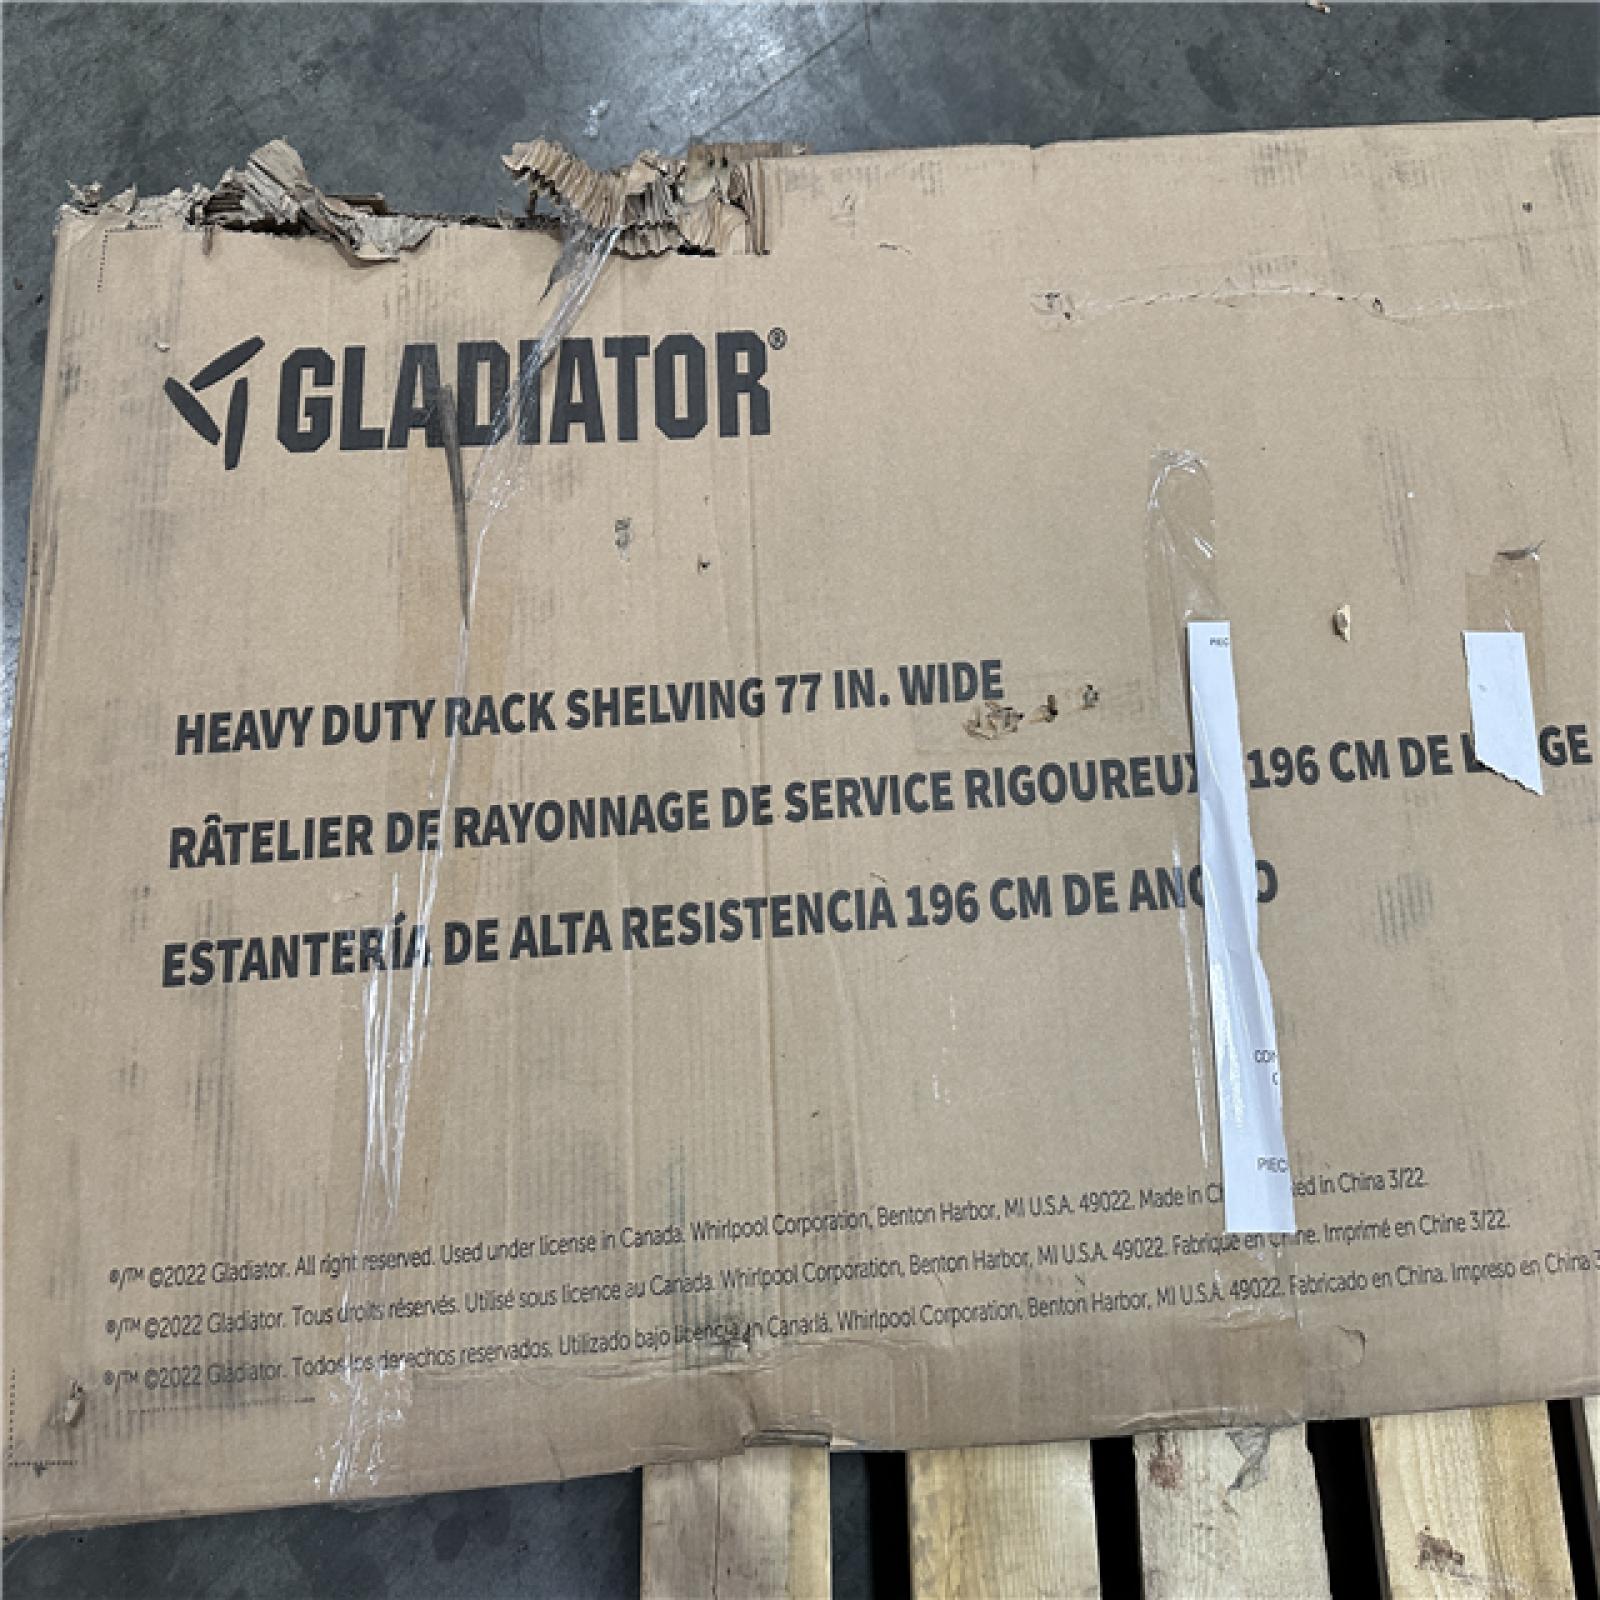 GLADIATOR®
HEAVY DUTY RACK SHELVING 77 IN. WIDE
RÂTELIER DE RAYONNAGE DE SERVICE RIGOUREUX 196 CM DE
ESTANTERÍA DE ALTA RESISTENCIA 196 CM DE
PIEC
CON
C
PIEC
®/™ ©2022 Gladiator. All right reserved. Used under license in Canada. Whirlpool Corporation, Benton Harbor, MI U.S.A. 49022. Made in in China 3/22.
®/™ ©2022 Gladiator. Tous droits réservés. Utilisé sous licence au Canada. Whirlpool Corporation, Benton Harbor, MI U.S.A. 49022. Fabriqué en Chine. Imprimé en Chine 3/22.
®/™ ©2022 Gladiator. Todos los derechos reservados. Utilizado bajo licencia en Canadá, Whirlpool Corporation, Benton Harbor, MI U.S.A. 49022. Fabricado en China. Impreso en China 3